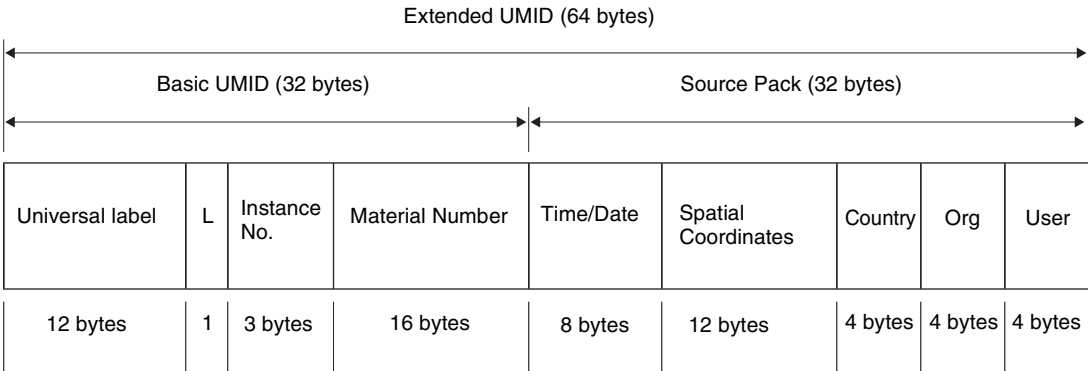 Extended UMID (64 bytes)
Basic UMID (32 bytes)
Source Pack (32 bytes)
Universal label
L
Instance
No.
Material Number
Time/Date
Spatial
Coordinates
Country
Org
User
12 bytes
1
3 bytes
16 bytes
8 bytes
12 bytes
4 bytes
4 bytes
4 bytes